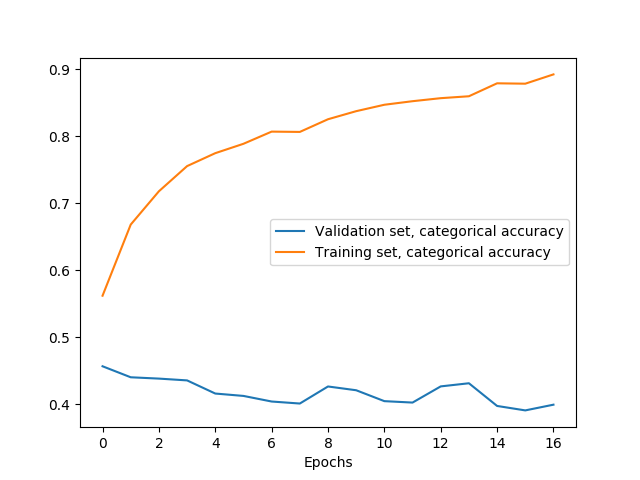 0.9
0.8
0.7
0.6
0.5
0.4
Validation set, categorical accuracy
Training set, categorical accuracy
0 2 4 6 8 10 12 14 16
Epochs